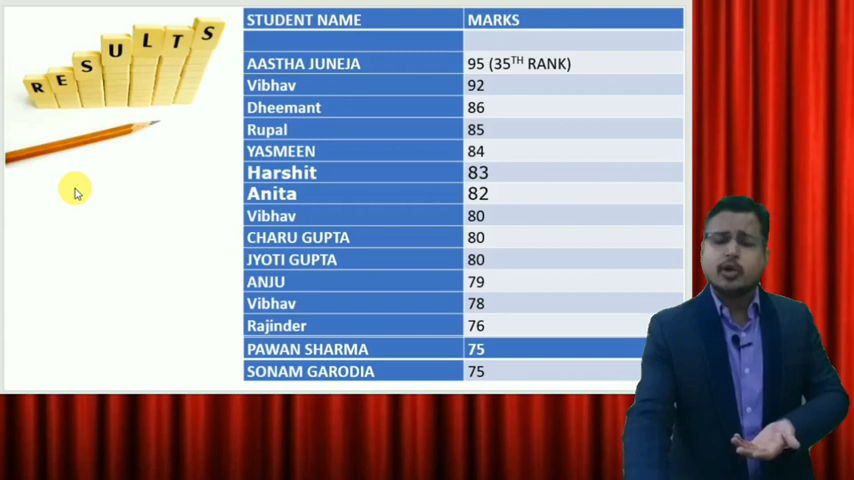 RESULTS
STUDENT NAME MARKS
AASTHA JUNEJA 95 (35TH RANK)
Vibhav 92
Dheemant 86
Rupal 85
YASMEEN 84
Harshit 83
Anita 82
Vibhav 80
CHARU GUPTA 80
JYOTI GUPTA 80
ANJU 79
Vibhav 78
Rajinder 76
PAWAN SHARMA 75
SONAM GARODIA 75